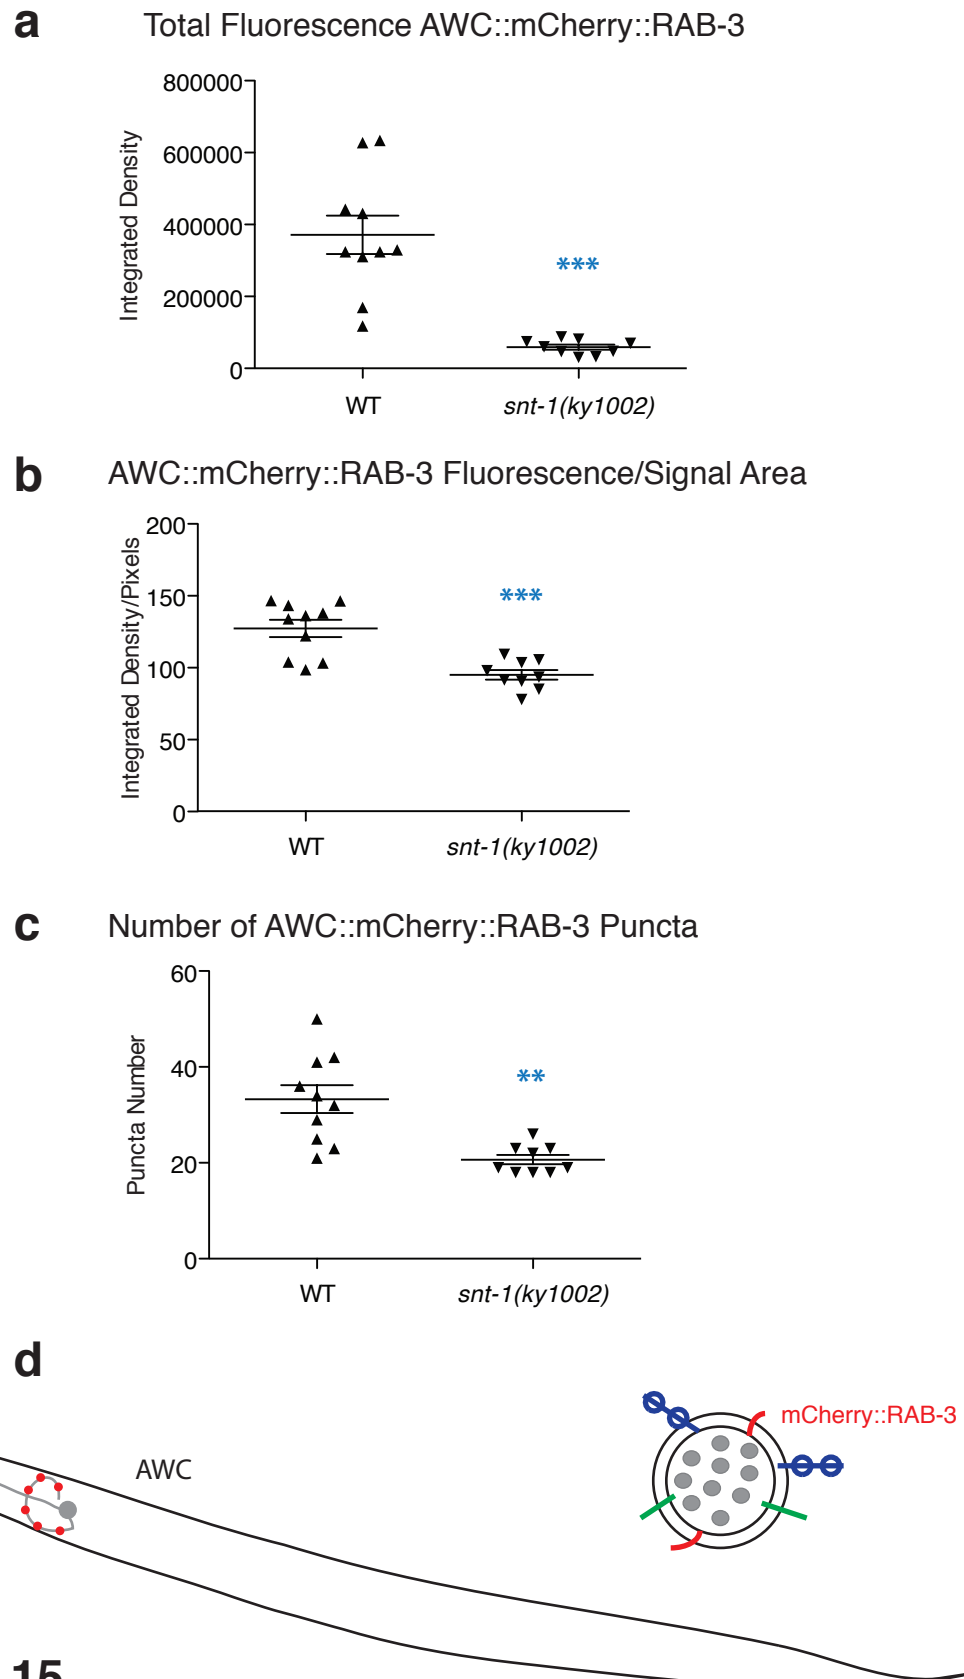 a
Total Fluorescence AWC::mCherry::RAB-3
Integrated Density
800000
600000
400000
200000
0
***
WT
snt-1(ky1002)
b
AWC::mCherry::RAB-3 Fluorescence/Signal Area
Integrated Density/Pixels
200
150
100
50
0
***
WT
snt-1(ky1002)
c
Number of AWC::mCherry::RAB-3 Puncta
Puncta Number
60
40
20
0
**
WT
snt-1(ky1002)
d
mCherry::RAB-3
AWC
15